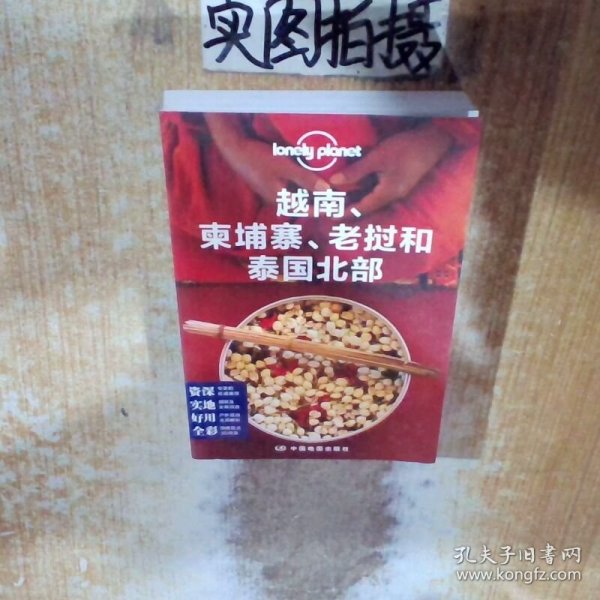 实图拍摄
lonely planet
越南、
柬埔寨、老挝和
泰国北部
资深
实地
好用
全彩
中国地图出版社
孔夫子旧书网
www.kongfz.com